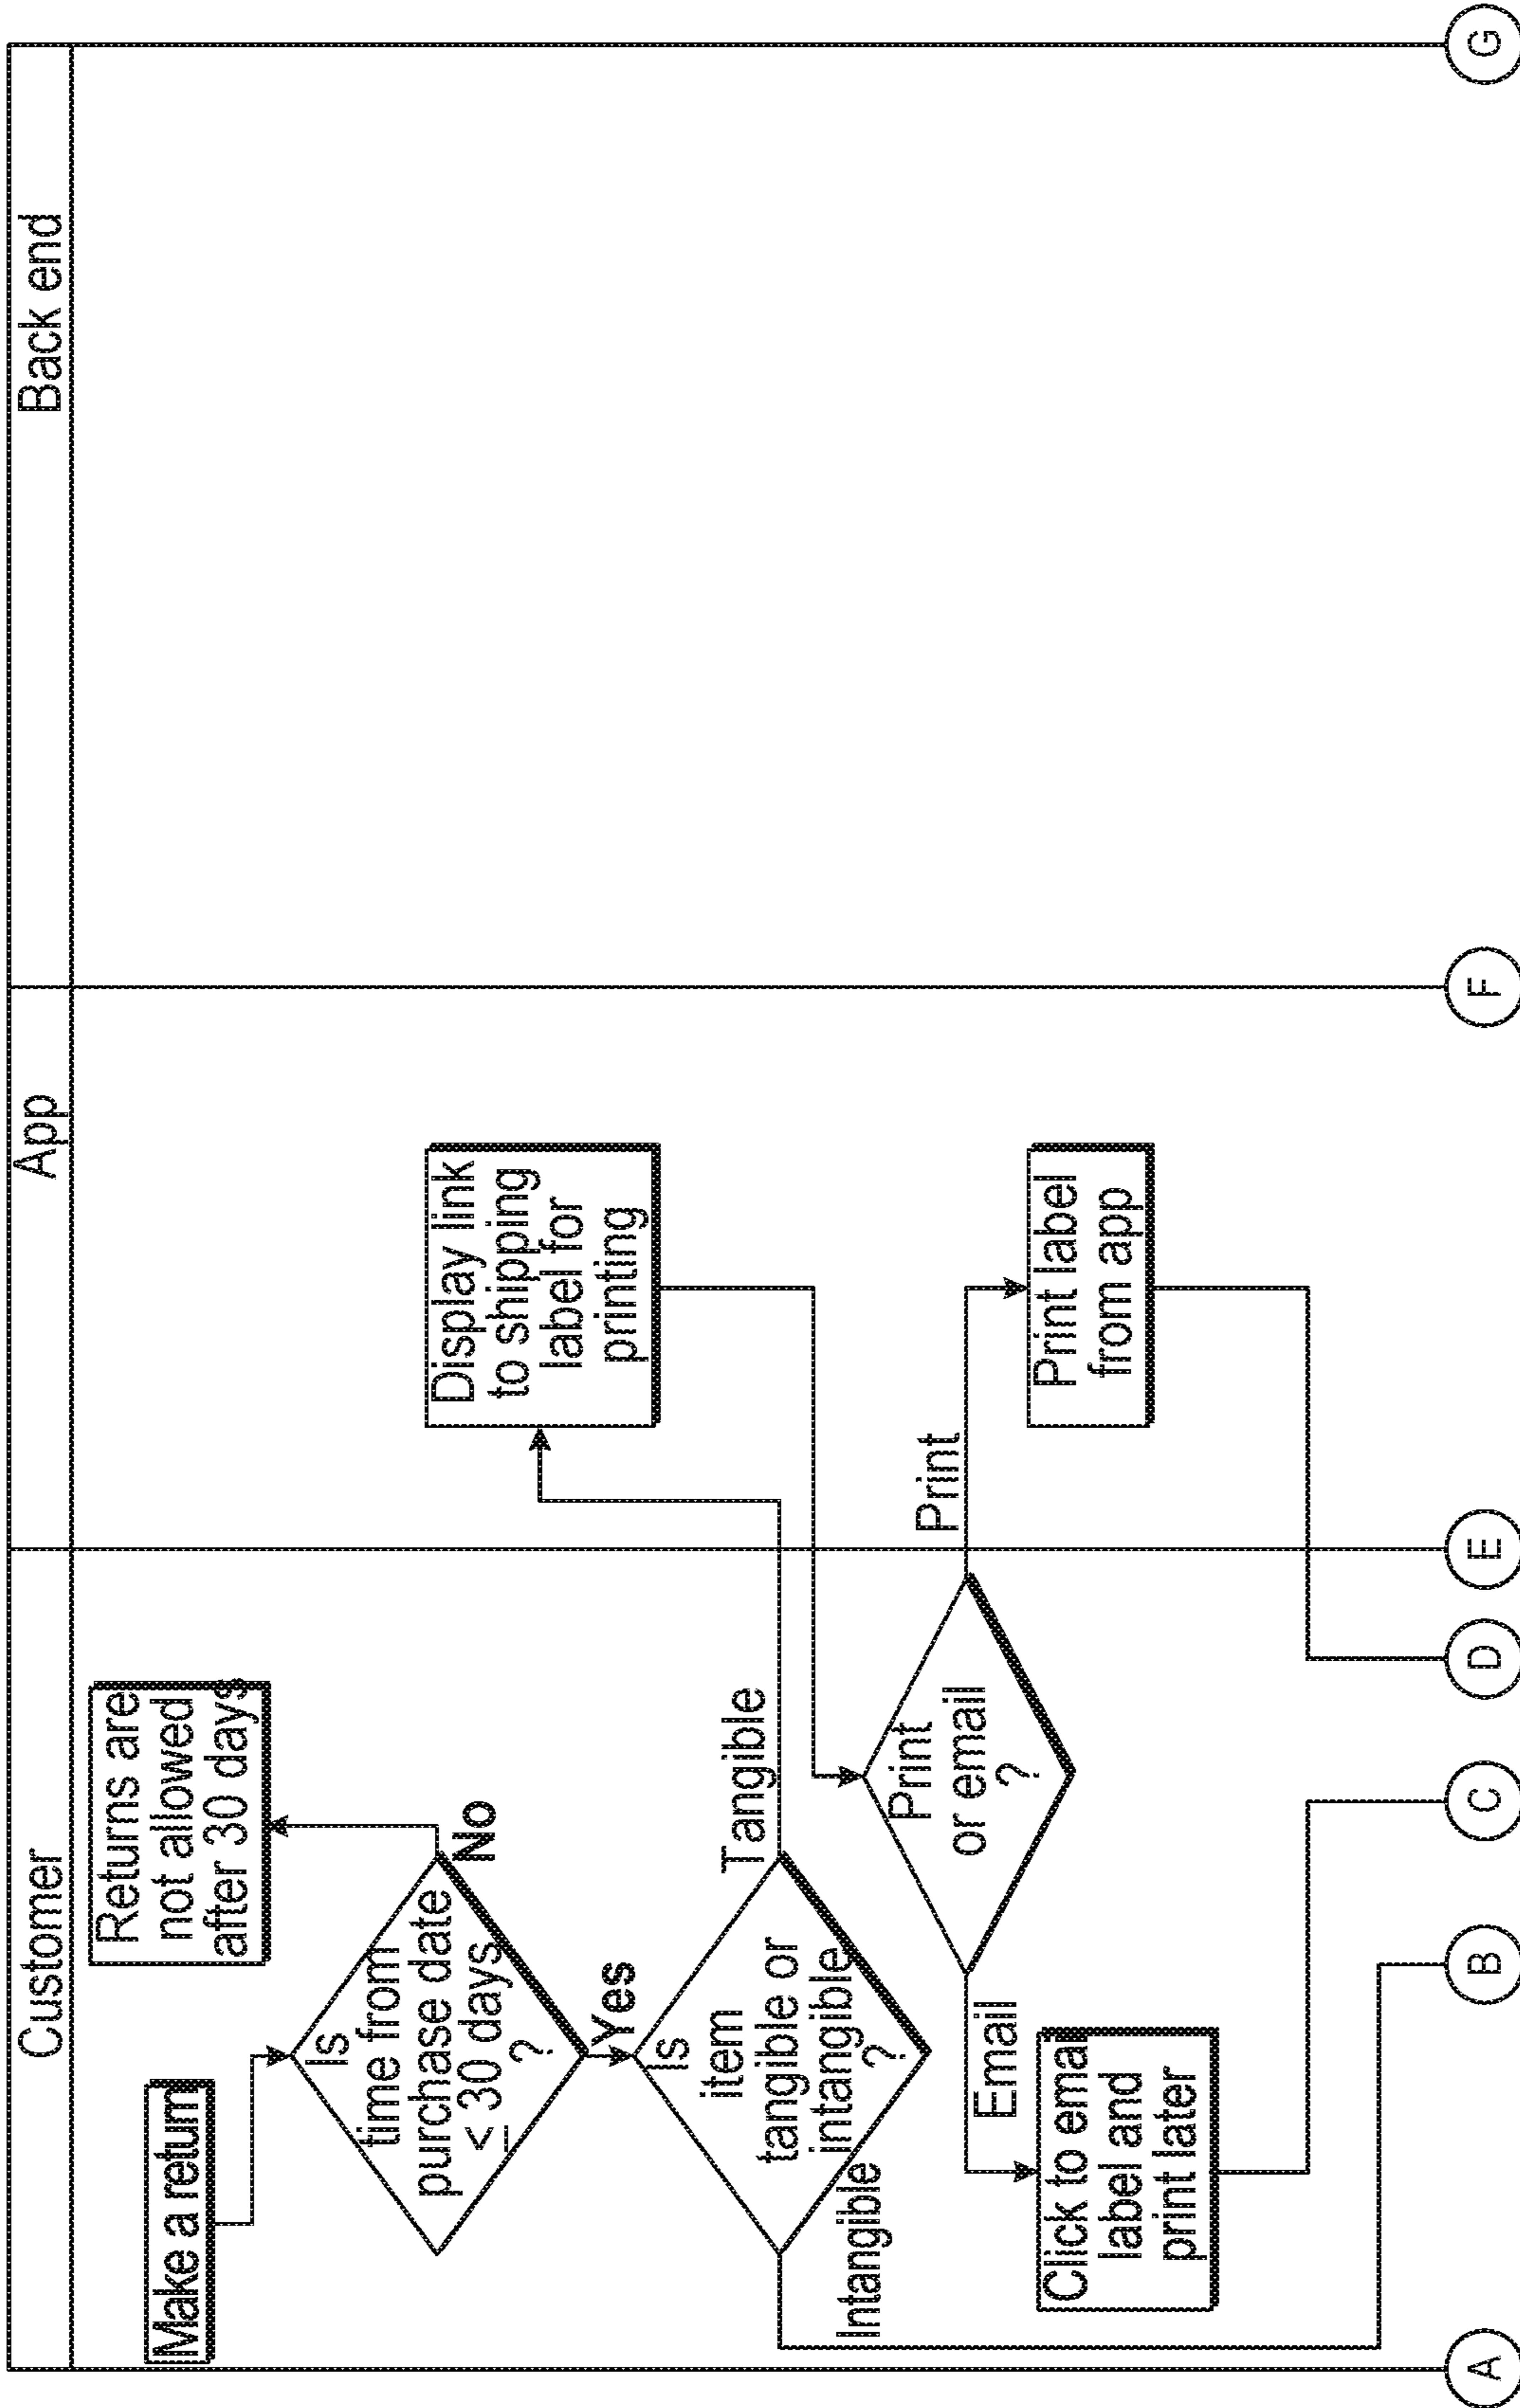 Customer
App
Back end
Make a return
Returns are
not allowed
after 30 days
Is
time from
purchase date
≤ 30 days
?
No
Yes
Is
item
tangible or
intangible
?
Tangible
Intangible
Display link
to shipping
label for
printing
Print
or email
?
Print
Email
Click to emai
label and
print later
Print label
from app
A
B
C
D
E
F
G